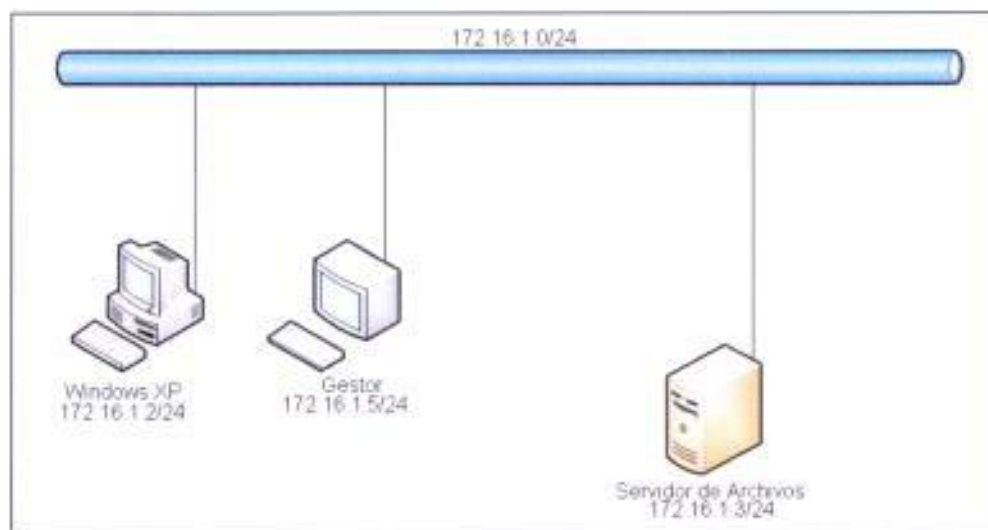 172.16.1.0/24
Windows XP
172.16.1.2/24
Gestor
172.16.1.5/24
Servidor de Archivos
172.16.1.3/24